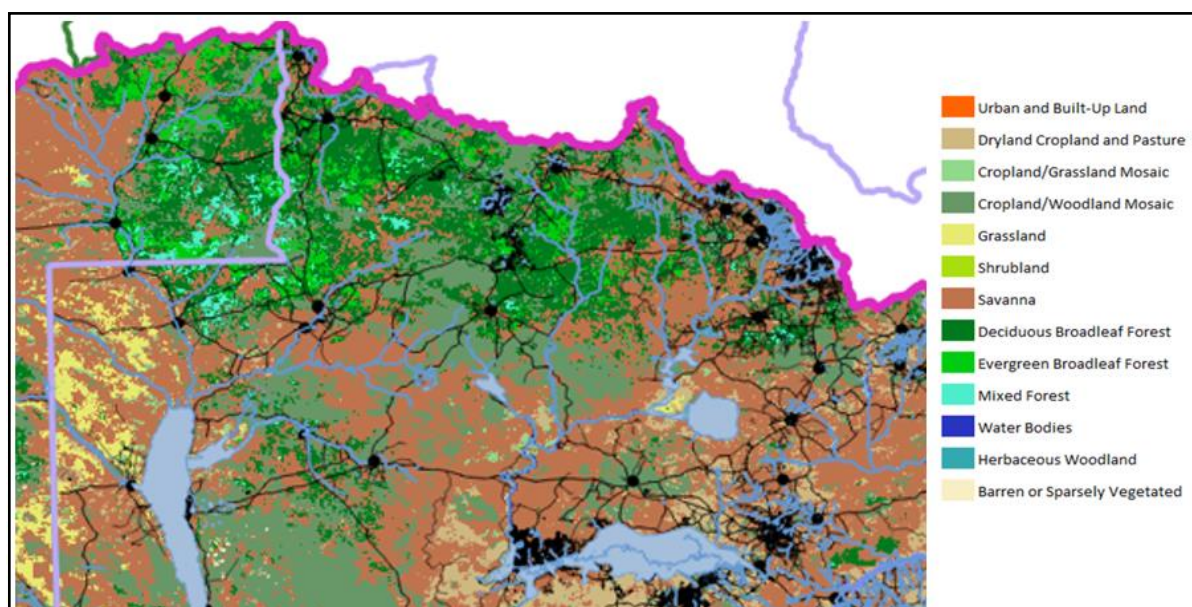 Urban and Built-Up Land
Dryland Cropland and Pasture
Cropland/Grassland Mosaic
Cropland/Woodland Mosaic
Grassland
Shrubland
Savanna
Deciduous Broadleaf Forest
Evergreen Broadleaf Forest
Mixed Forest
Water Bodies
Herbaceous Woodland
Barren or Sparsely Vegetated